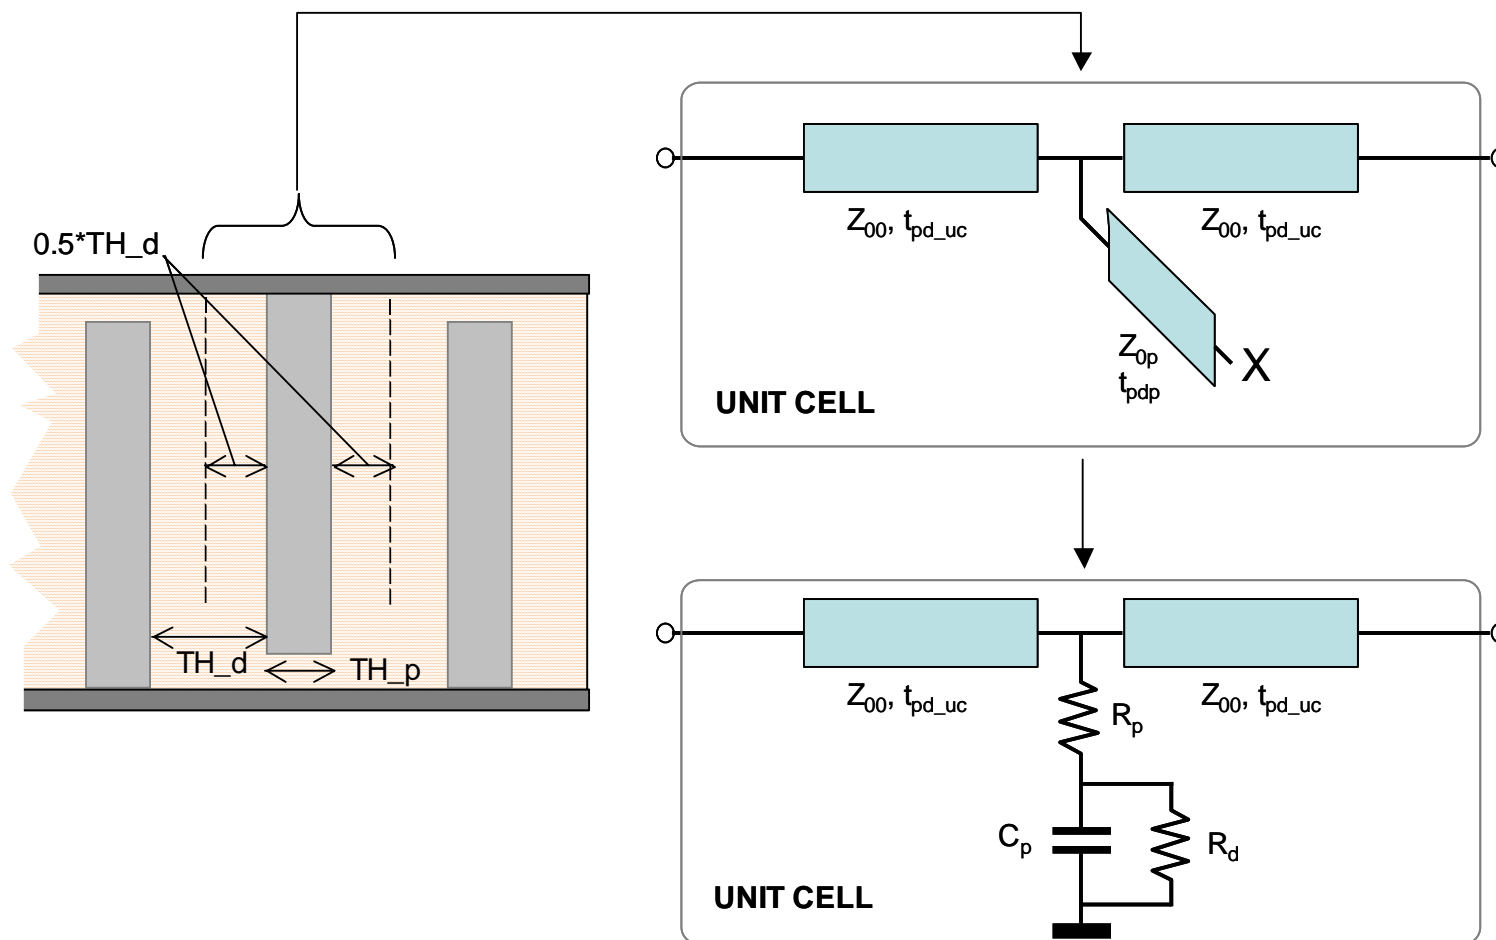 0.5*TH_d
TH_d
TH_p
Z00, tpd_uc
Z00, tpd_uc
Z0p
tpdp
X
UNIT CELL
Z00, tpd_uc
Z00, tpd_uc
Rp
Cp
Rd
UNIT CELL